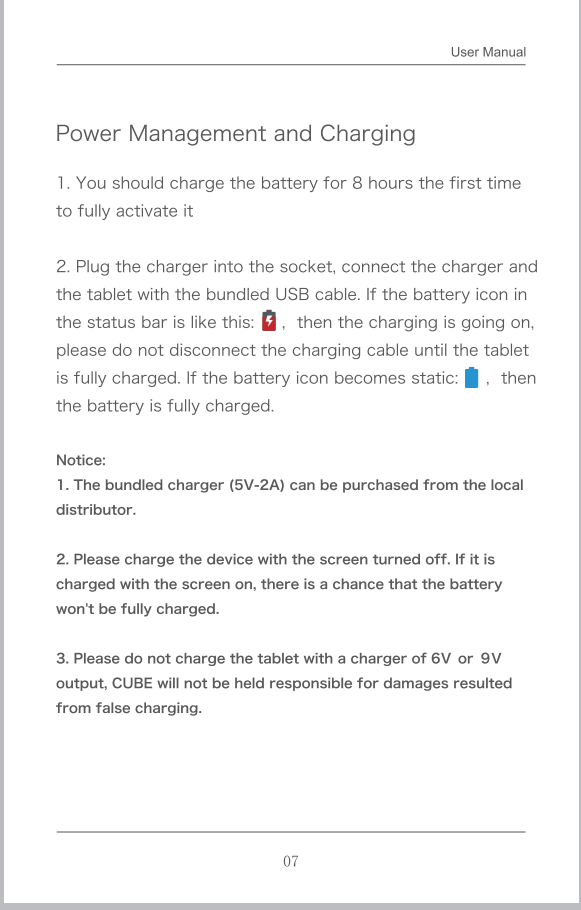 User Manual
Power Management and Charging
1. You should charge the battery for 8 hours the first time
to fully activate it
2. Plug the charger into the socket, connect the charger and
the tablet with the bundled USB cable. If the battery icon in
the status bar is like this: , then the charging is going on,
please do not disconnect the charging cable until the tablet
is fully charged. If the battery icon becomes static: , then
the battery is fully charged.
Notice:
1. The bundled charger (5V-2A) can be purchased from the local
distributor.
2. Please charge the device with the screen turned off. If it is
charged with the screen on, there is a chance that the battery
won't be fully charged.
3. Please do not charge the tablet with a charger of 6V or 9V
output, CUBE will not be held responsible for damages resulted
from false charging.
07